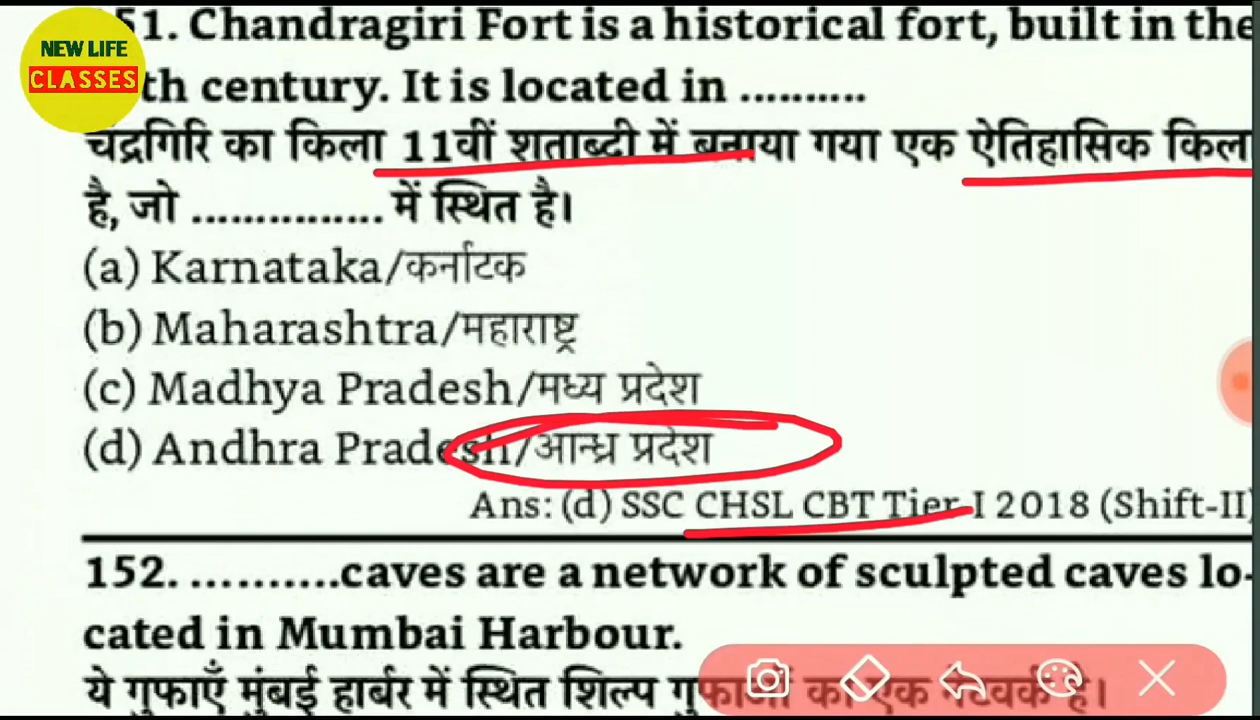 NEW LIFE
CLASSES
51. Chandragiri Fort is a historical fort, built in the
th century. It is located in ..........
चंद्रगिरि का किला 11वीं शताब्दी में बनाया गया एक ऐतिहासिक किल
है, जो ............... में स्थित है।
(a) Karnataka/कर्नाटक
(b) Maharashtra/महाराष्ट्र
(c) Madhya Pradesh/मध्य प्रदेश
(d) Andhra Pradesh/आन्ध्र प्रदेश
Ans: (d) SSC CHSL CBT Tier-I 2018 (Shift-II)
152. ..........caves are a network of sculpted caves lo-
cated in Mumbai Harbour.
ये गुफाएँ मुंबई हार्बर में स्थित शिल्प गुफाओं का एक नेटवर्क है।